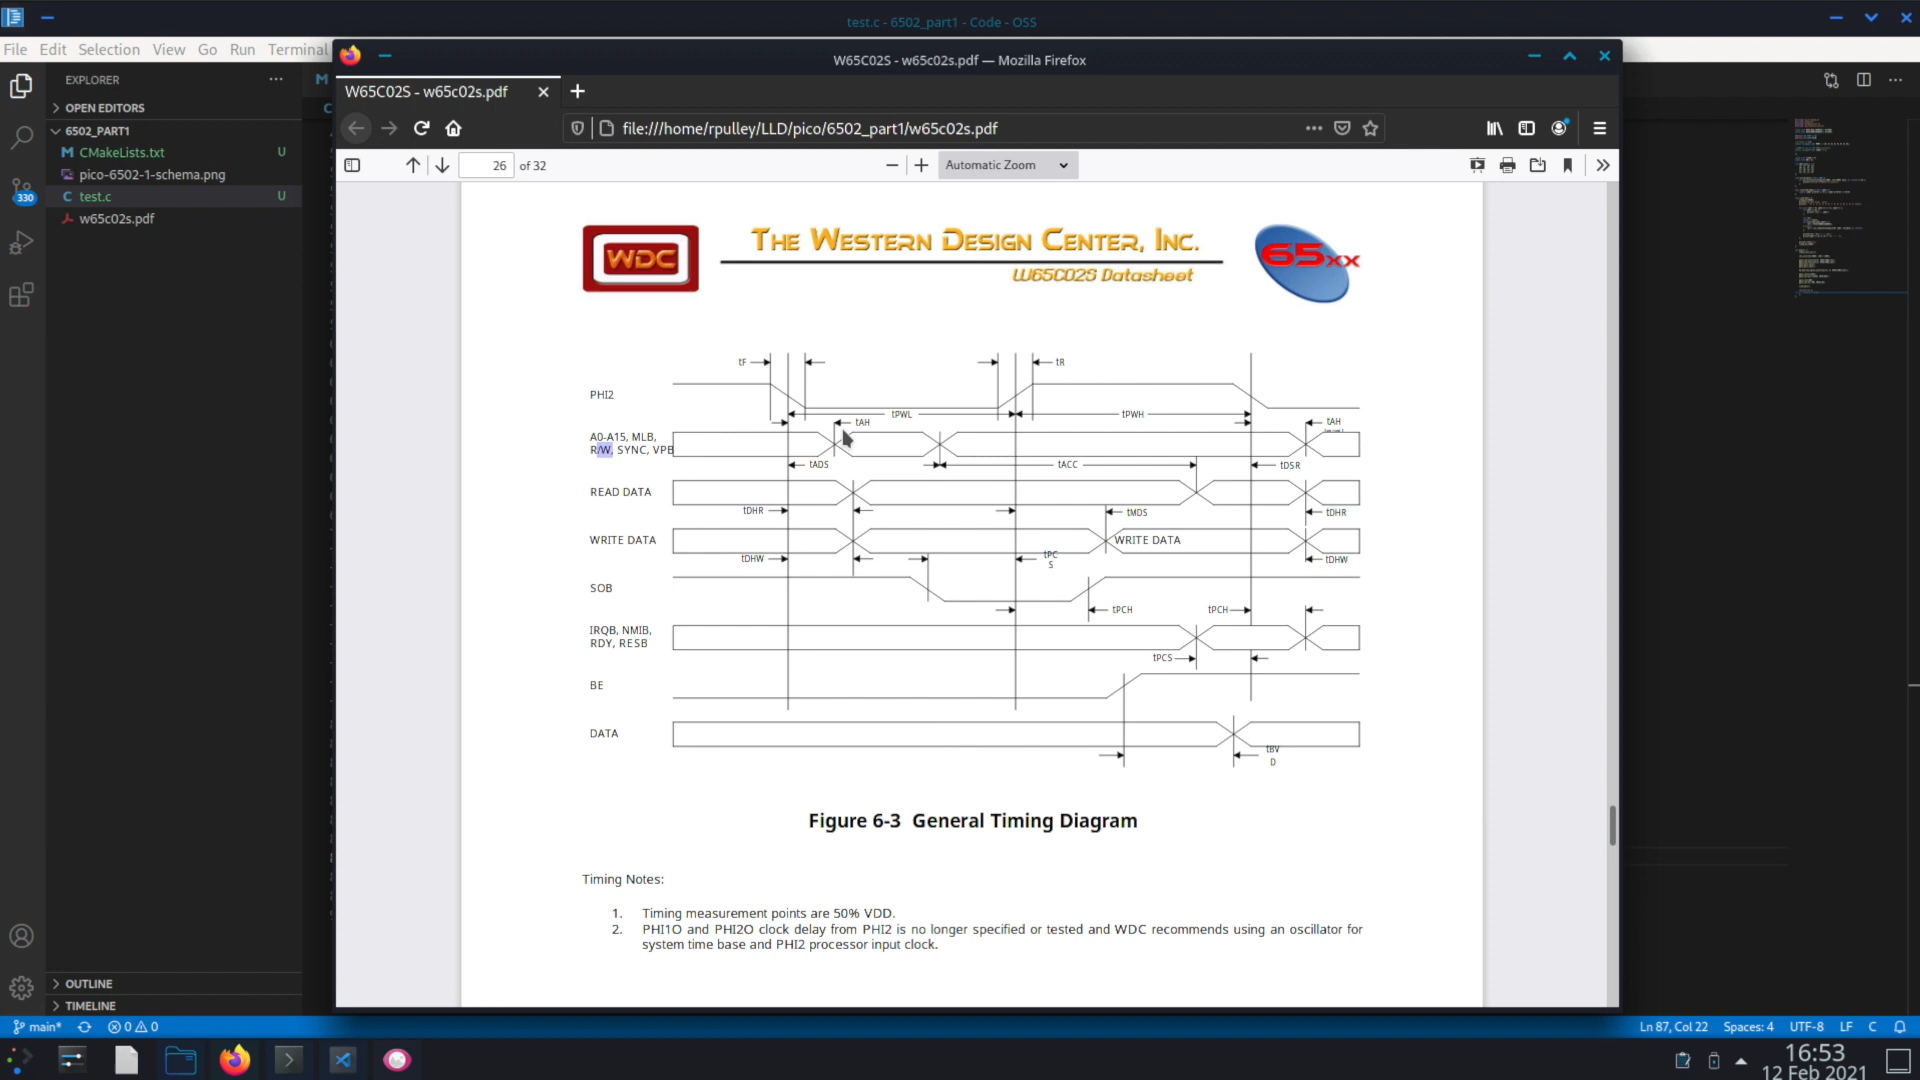 test.c - 6502_part1 - Code - OSS
File Edit Selection View Go Run Terminal
W65C02S - w65c02s.pdf — Mozilla Firefox
EXPLORER
W65C02S - w65c02s.pdf
OPEN EDITORS
6502_PART1
file:///home/rpulley/LLD/pico/6502_part1/w65c02s.pdf
CMakeLists.txt U
pico-6502-1-schema.png
26 of 32
Automatic Zoom
330
C test.c U
w65c02s.pdf
WDC
THE WESTERN DESIGN CENTER, INC.
W65C02S Datasheet
65xx
tF
tR
PHI2
tPWL
tPWH
tAH
tAH
A0-A15, MLB,
R/W, SYNC, VPB
tADS
tACC
tDSR
READ DATA
tDHR
tMDS
tDHR
WRITE DATA
WRITE DATA
tDHW
tPC
S
tDHW
SOB
tPCH
tPCH
IRQB, NMIB,
RDY, RESB
tPCS
BE
DATA
tBV
D
Figure 6-3 General Timing Diagram
Timing Notes:
1. Timing measurement points are 50% VDD.
2. PHI1O and PHI2O clock delay from PHI2 is no longer specified or tested and WDC recommends using an oscillator for
system time base and PHI2 processor input clock.
OUTLINE
TIMELINE
main* 0 0
Ln 87, Col 22 Spaces: 4 UTF-8 LF C
16:53
12 Feb 2021